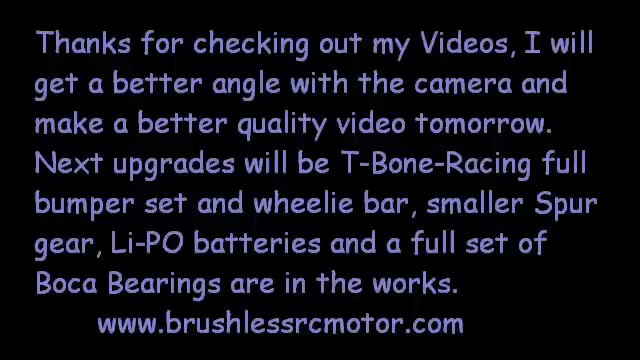 Thanks for checking out my Videos, I will
get a better angle with the camera and
make a better quality video tomorrow.
Next upgrades will be T-Bone-Racing full
bumper set and wheelie bar, smaller Spur
gear, Li-PO batteries and a full set of
Boca Bearings are in the works.
www.brushlessrcmotor.com